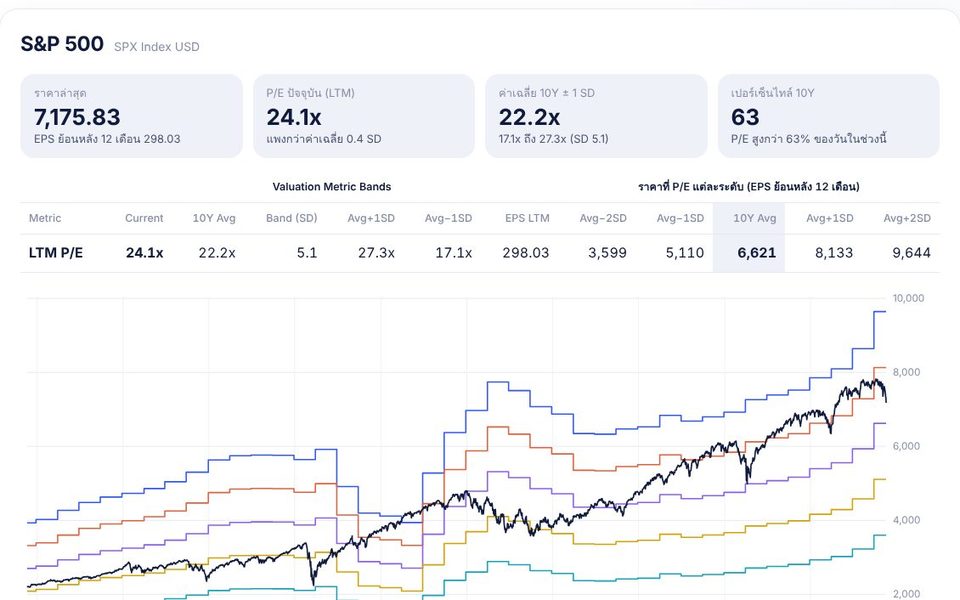 S&P 500 SPX Index USD
ราคาล่าสุด
7,175.83
EPS ย้อนหลัง 12 เดือน 298.03
P/E ปัจจุบัน (LTM)
24.1x
แพงกว่าค่าเฉลี่ย 0.4 SD
ค่าเฉลี่ย 10Y ± 1 SD
22.2x
17.1x ถึง 27.3x (SD 5.1)
เปอร์เซ็นไทล์ 10Y
63
P/E สูงกว่า 63% ของวันในช่วงนี้
Valuation Metric Bands ราคาที่ P/E แต่ละระดับ (EPS ย้อนหลัง 12 เดือน)
Metric Current 10Y Avg Band (SD) Avg+1SD Avg−1SD EPS LTM Avg−2SD Avg−1SD 10Y Avg Avg+1SD Avg+2SD
LTM P/E 24.1x 22.2x 5.1 27.3x 17.1x 298.03 3,599 5,110 6,621 8,133 9,644
10,000
8,000
6,000
4,000
2,000